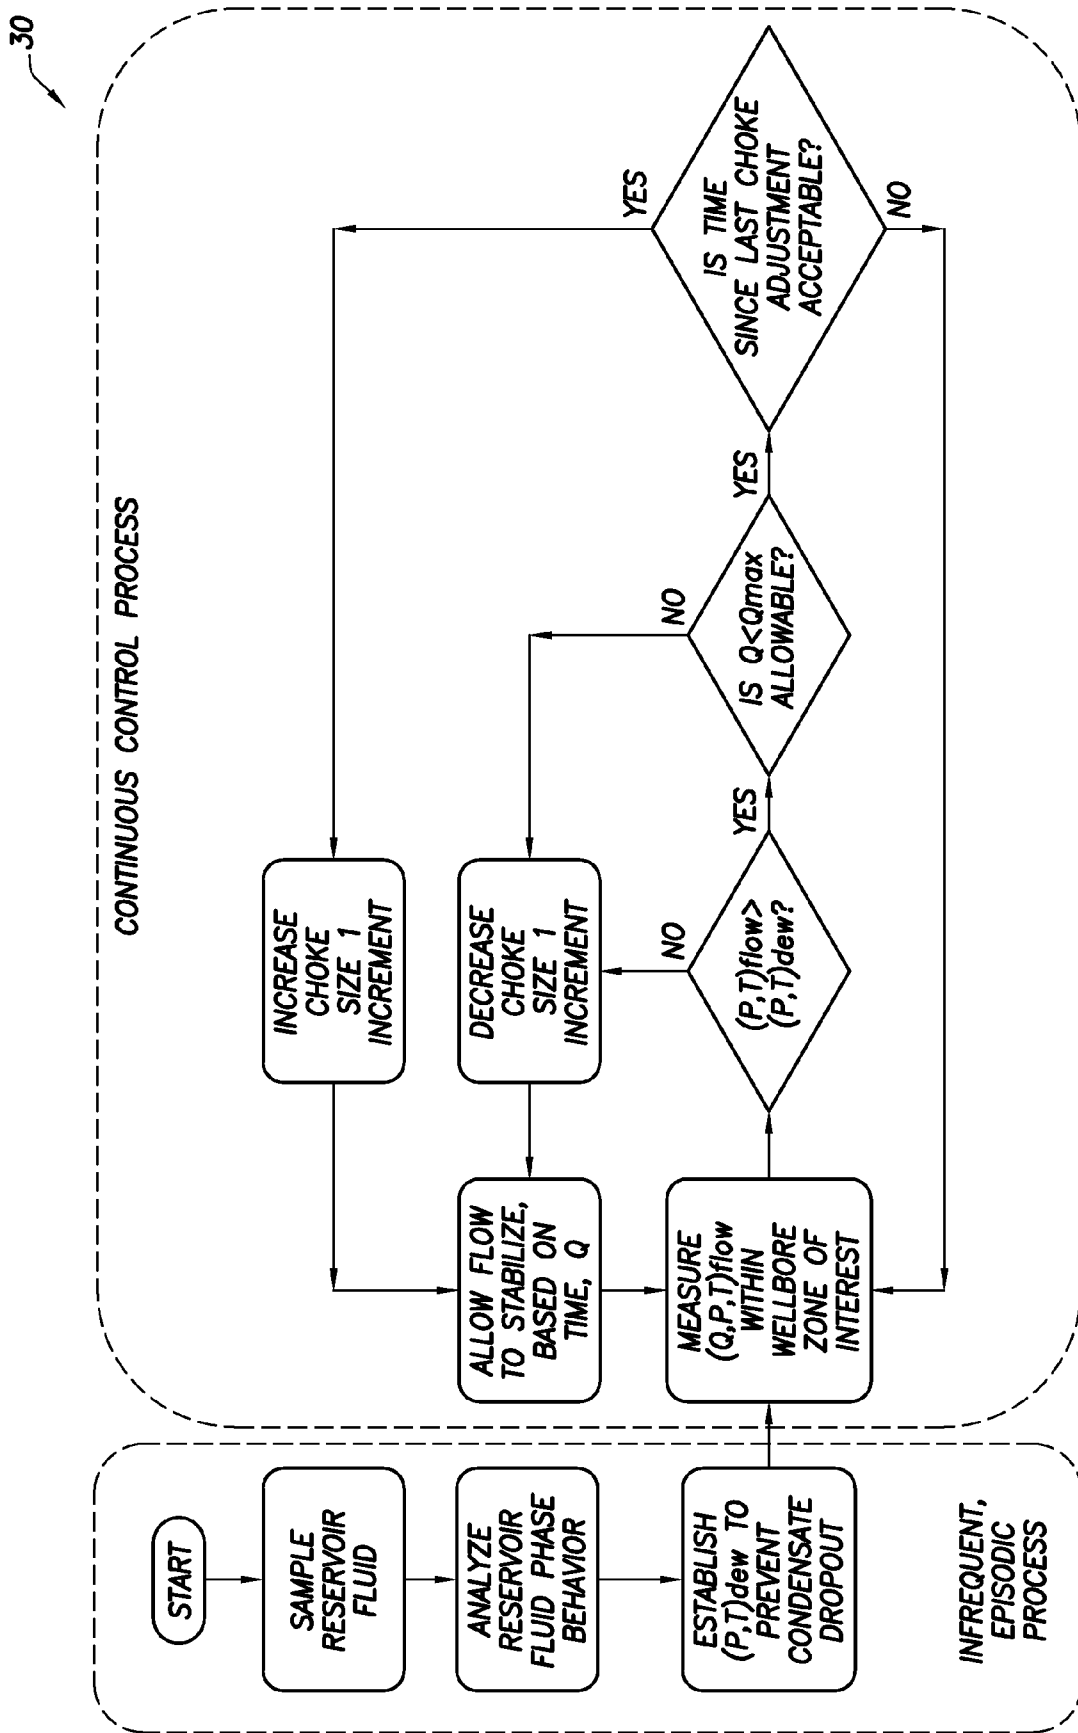 30
CONTINUOUS CONTROL PROCESS
START
SAMPLE
RESERVOIR
FLUID
ANALYZE
RESERVOIR
FLUID PHASE
BEHAVIOR
ESTABLISH
(P,T)dew TO
PREVENT
CONDENSATE
DROPOUT
INFREQUENT,
EPISODIC
PROCESS
INCREASE
CHOKE
SIZE 1
INCREMENT
ALLOW FLOW
TO STABILIZE,
BASED ON
TIME, Q
DECREASE
CHOKE
SIZE 1
INCREMENT
MEASURE
(Q,P,T)flow
WITHIN
WELLBORE
ZONE OF
INTEREST
(P,T)flow>
(P,T)dew?
NO
YES
IS Q<Qmax
ALLOWABLE?
NO
YES
IS TIME
SINCE LAST CHOKE
ADJUSTMENT
ACCEPTABLE?
YES
NO